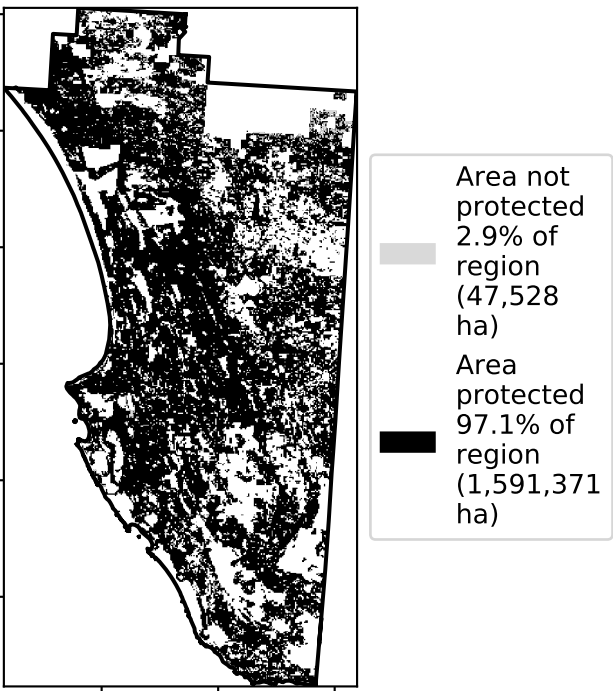 Area not
protected
2.9% of
region
(47,528
ha)
Area
protected
97.1% of
region
(1,591,371
ha)